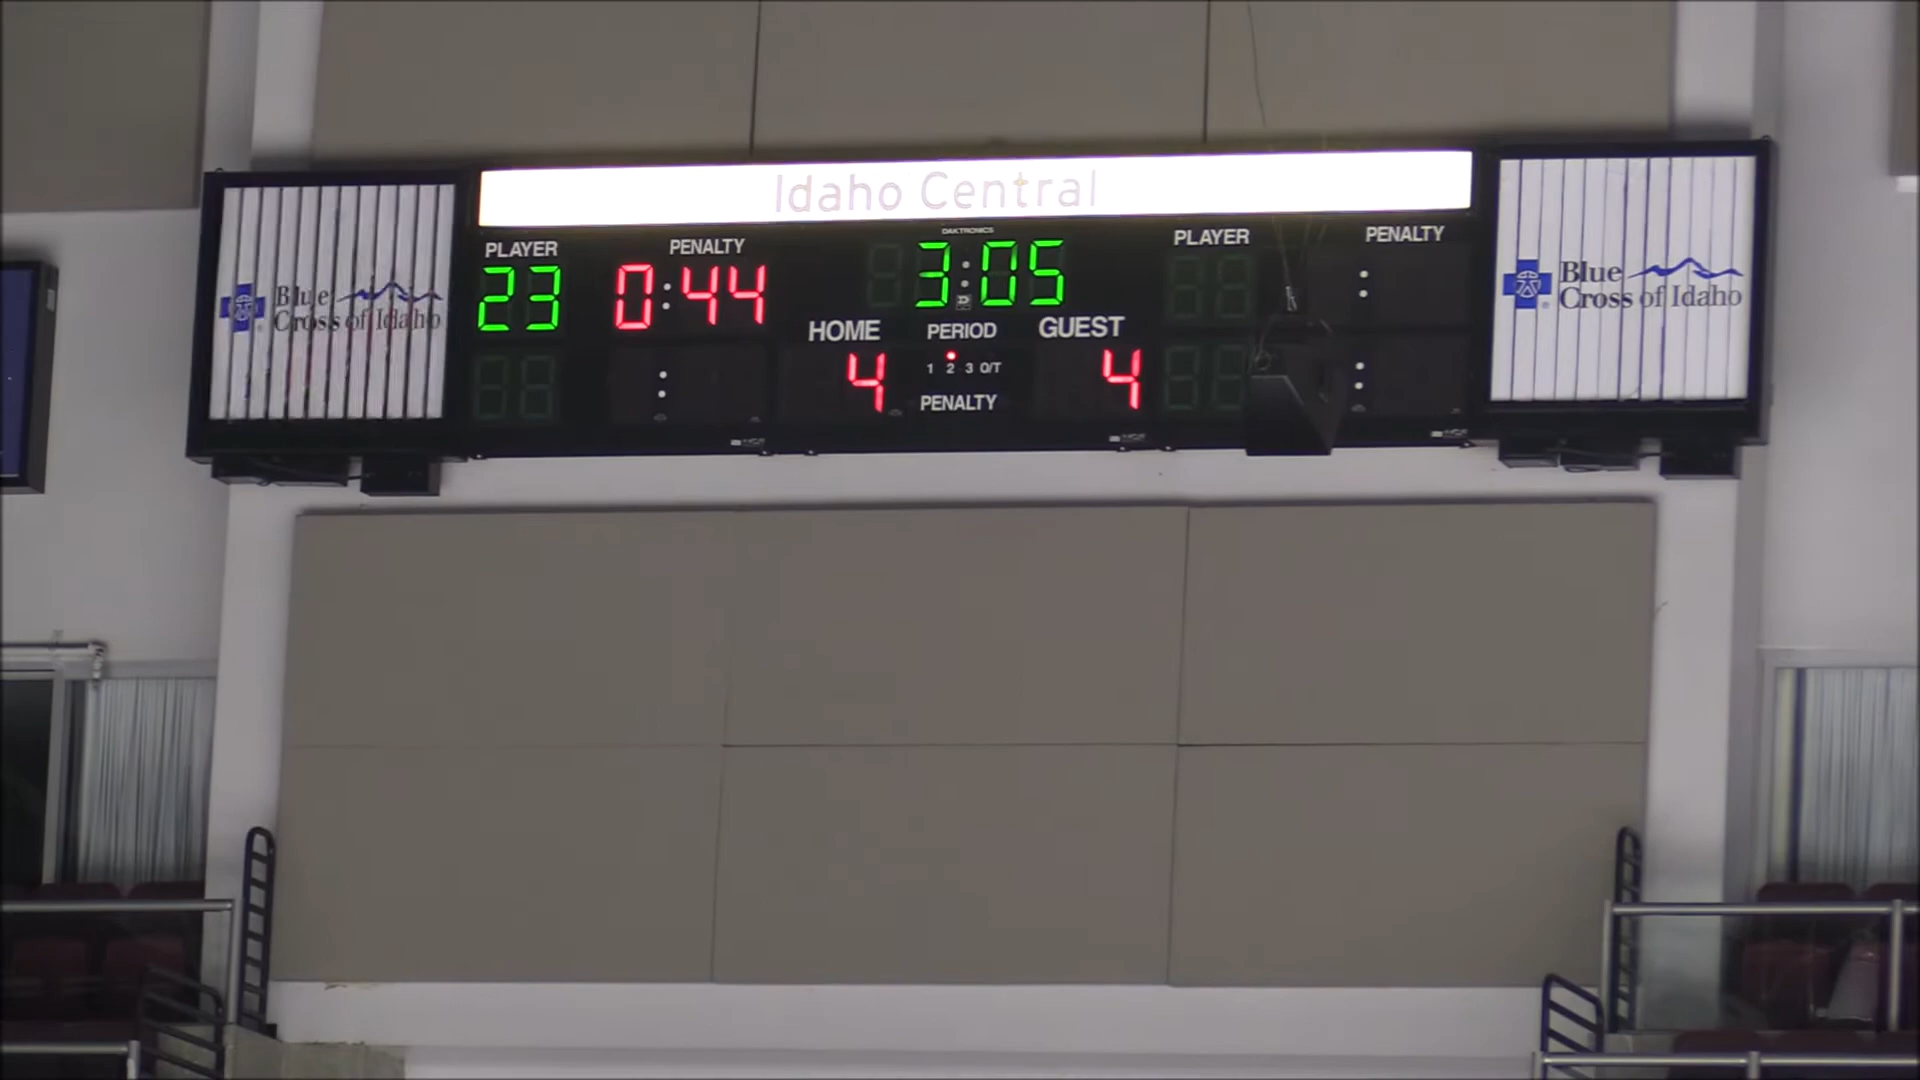 Idaho Central
DAKTRONICS
PLAYER PENALTY 3:05 PLAYER PENALTY
23 0:44
HOME PERIOD GUEST
4 1 2 3 O/T 4
PENALTY
Blue
Cross of Idaho
Blue
Cross of Idaho